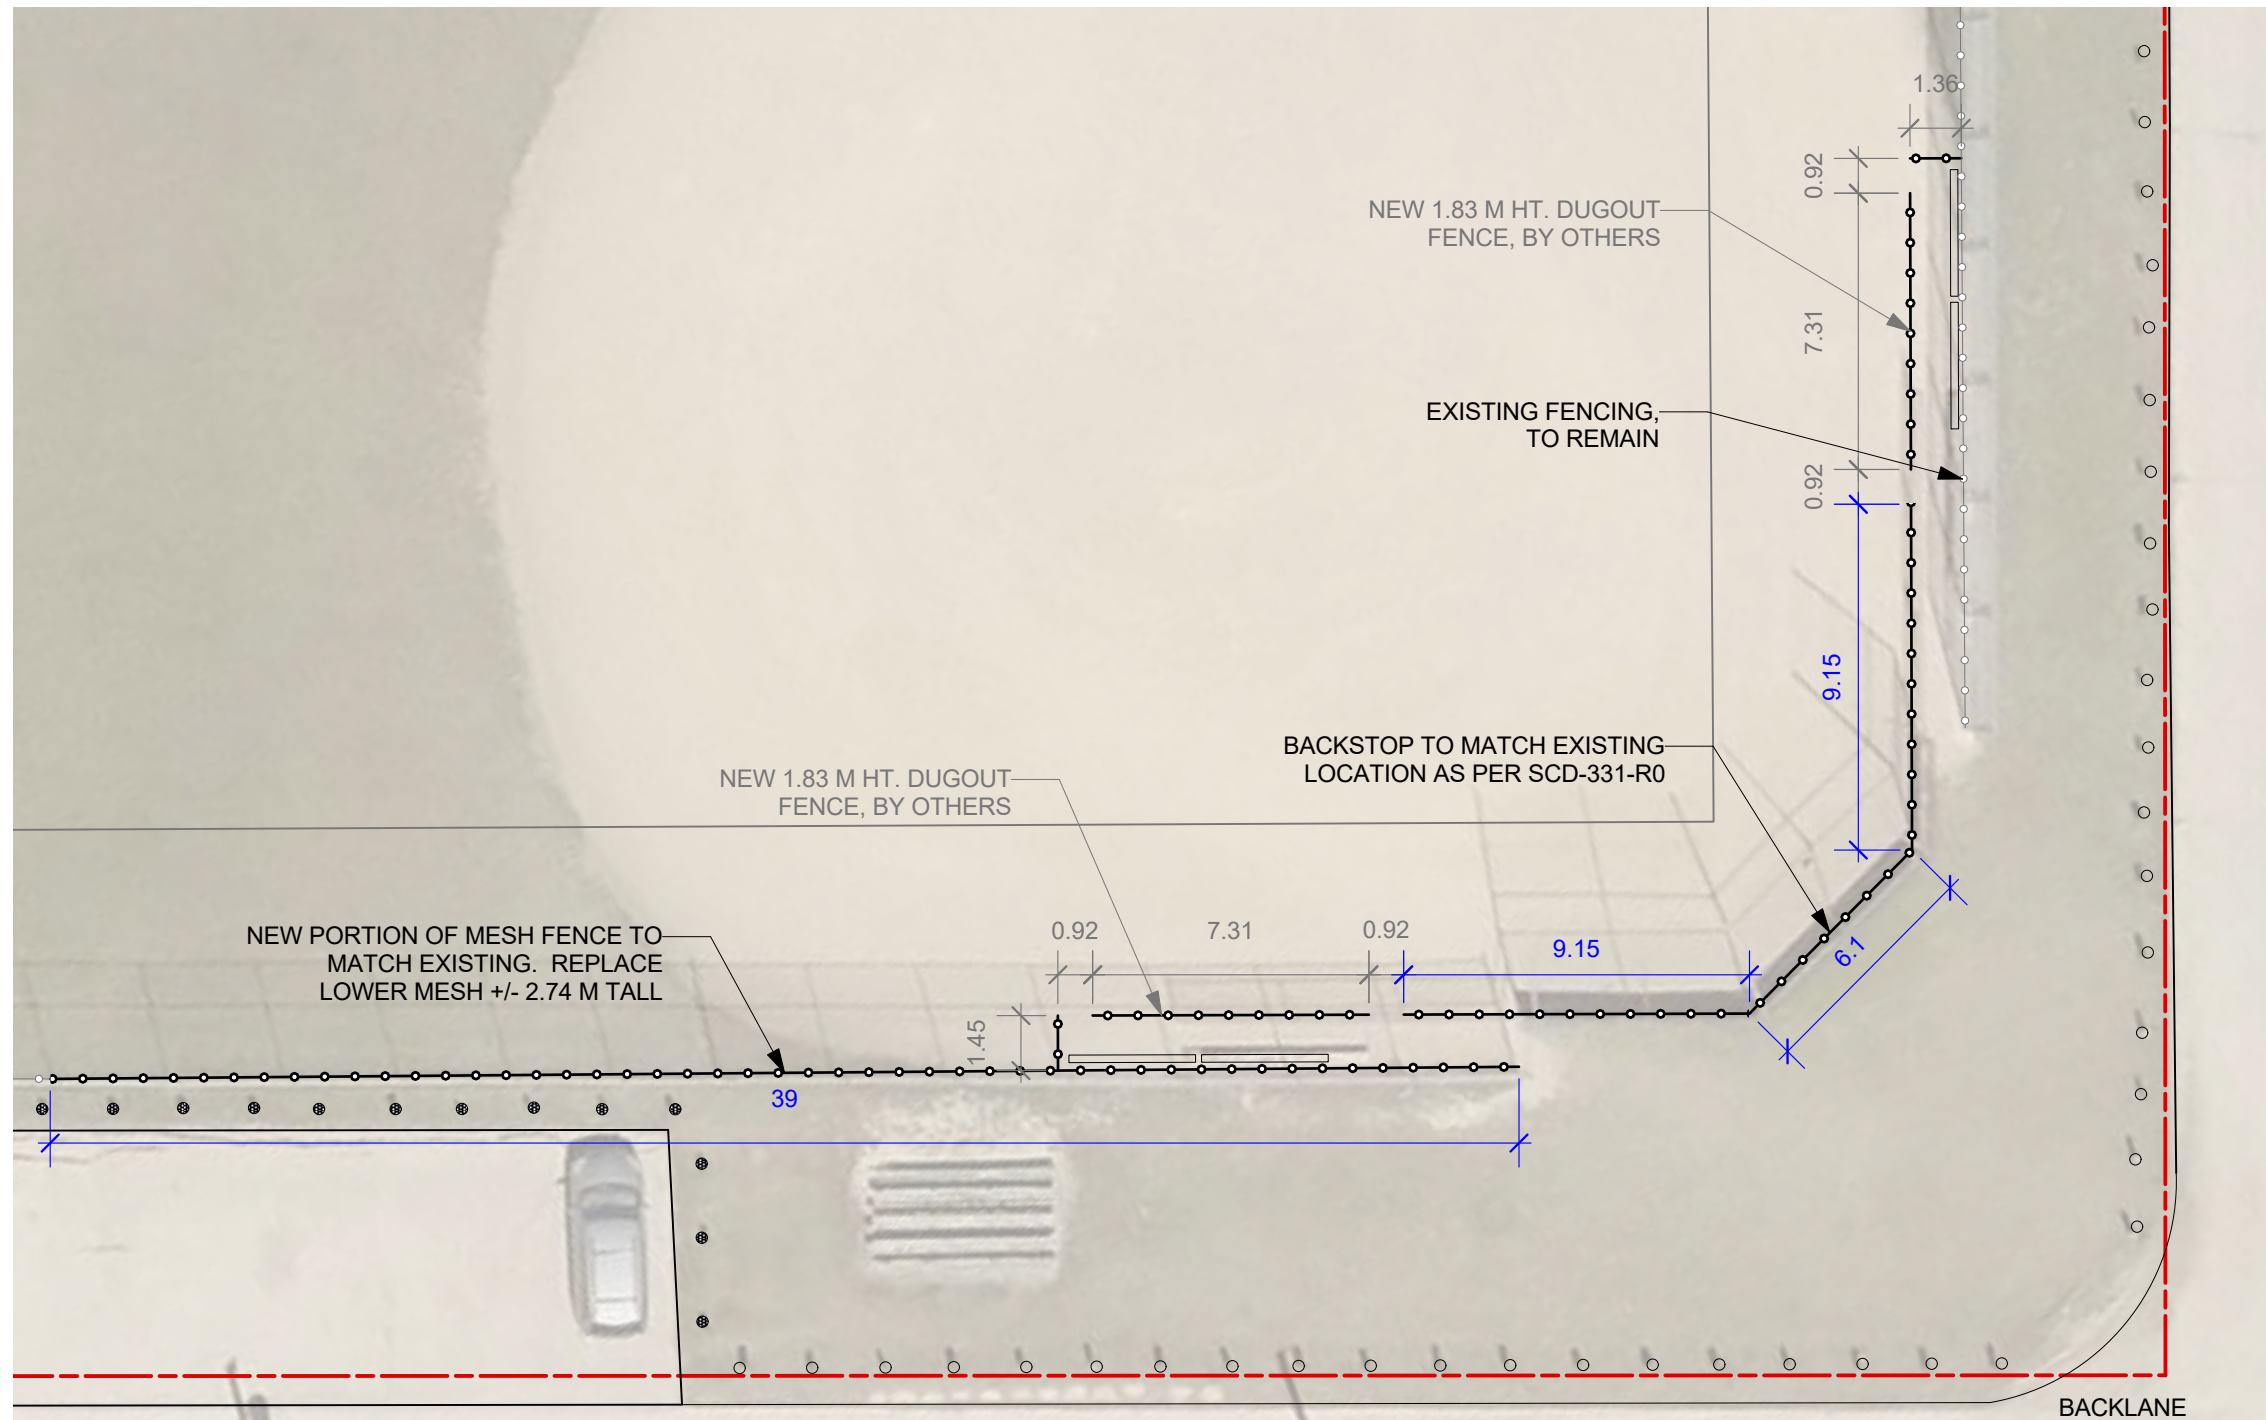 1.36
0.92
NEW 1.83 M HT. DUGOUT
FENCE, BY OTHERS
7.31
EXISTING FENCING,
TO REMAIN
0.92
9.15
BACKSTOP TO MATCH EXISTING
LOCATION AS PER SCD-331-R0
NEW 1.83 M HT. DUGOUT
FENCE, BY OTHERS
NEW PORTION OF MESH FENCE TO
MATCH EXISTING. REPLACE
LOWER MESH +/- 2.74 M TALL
0.92
7.31
0.92
9.15
6.1
1.45
39
BACKLANE